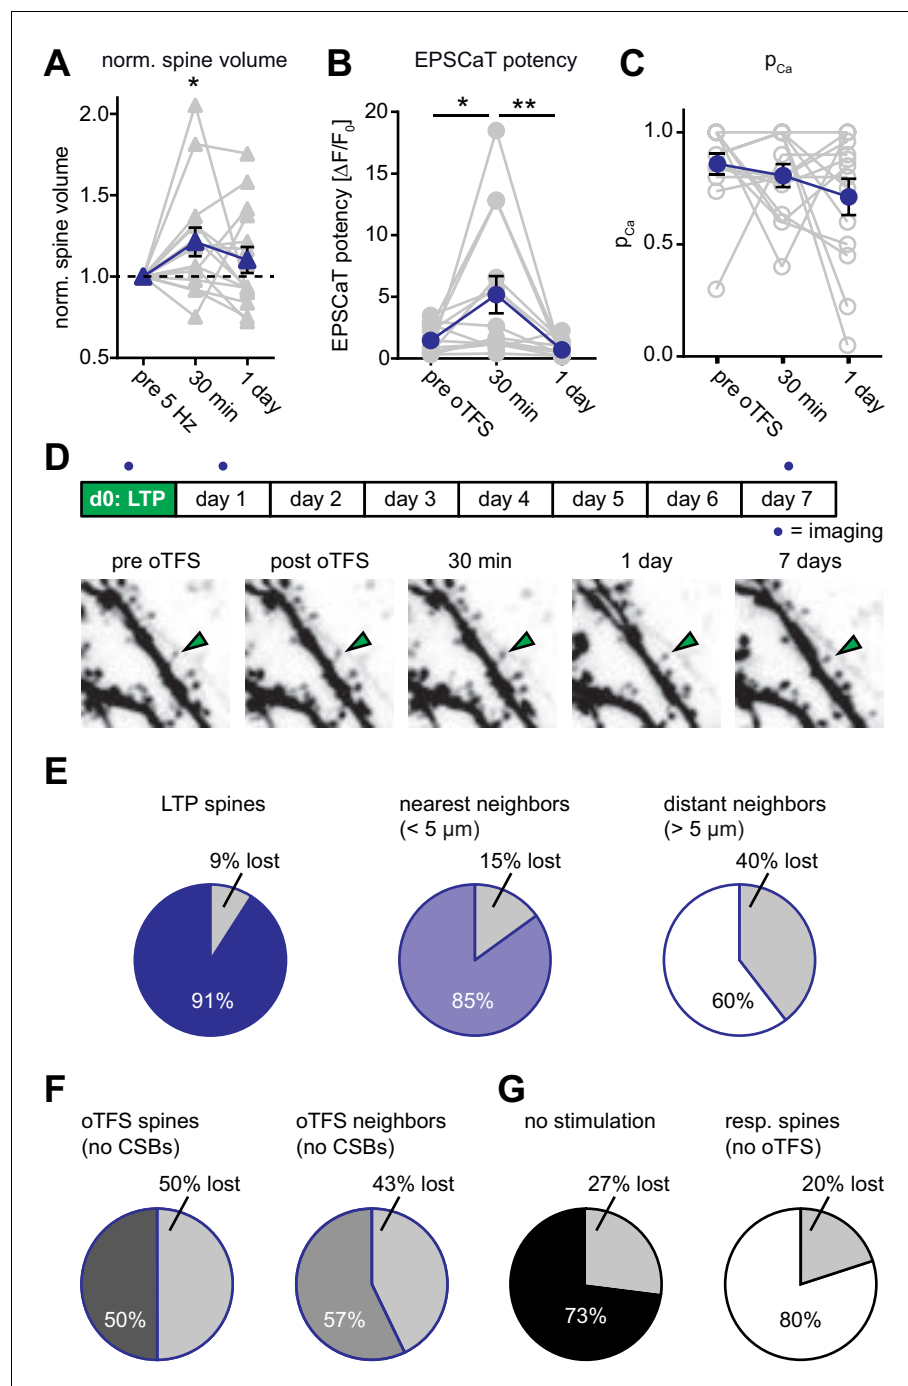 A norm. spine volume
*
norm. spine volume
2.0
1.5
1.0
0.5
pre 5 Hz
30 min
1 day
B EPSCaT potency
* **
EPSCaT potency [ΔF/F0]
20
15
10
5
0
pre oTFS
30 min
1 day
C pCa
pCa
1.0
0.5
0.0
pre oTFS
30 min
1 day
D
d0: LTP day 1 day 2 day 3 day 4 day 5 day 6 day 7
= imaging
pre oTFS post oTFS 30 min 1 day 7 days
E
LTP spines
9% lost
91%
nearest neighbors
(< 5 µm)
15% lost
85%
distant neighbors
(> 5 µm)
40% lost
60%
F
oTFS spines
(no CSBs)
50% lost
50%
oTFS neighbors
(no CSBs)
43% lost
57%
G
no stimulation
27% lost
73%
resp. spines
(no oTFS)
20% lost
80%